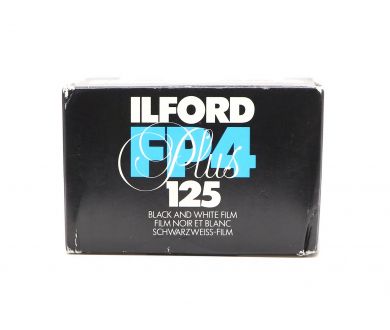 ILFORD
FP4 Plus
125
BLACK AND WHITE FILM
FILM NOIR ET BLANC
SCHWARZWEISS-FILM